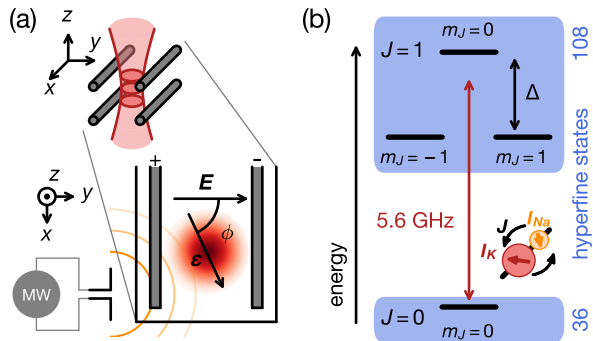 (a)
z
y
x
z
y
x
+
-
E
ϕ
ε
MW
(b)
energy
m_J = 0
J = 1
Δ
m_J = −1
m_J = 1
5.6 GHz
J
I_Na
I_K
J = 0
m_J = 0
108
hyperfine states
36